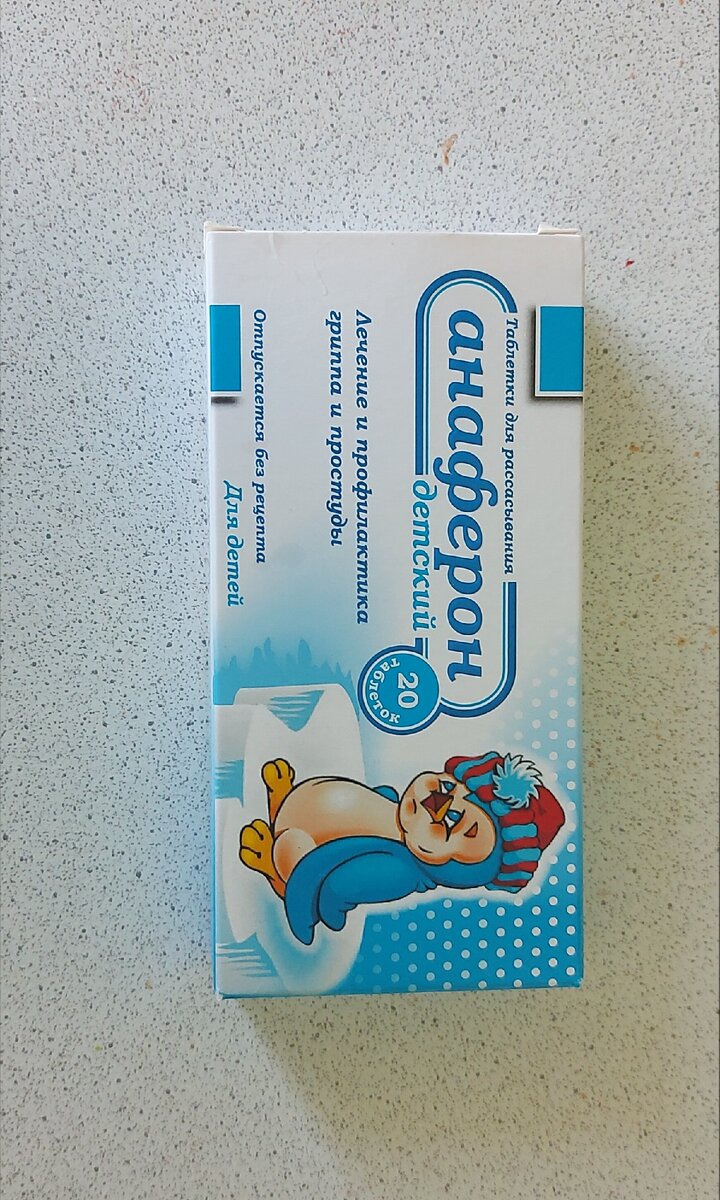 Таблетки для рассасывания
анаферон
детский
20
таблеток
Лечение и профилактика
гриппа и простуды
Отпускается без рецепта
Для детей